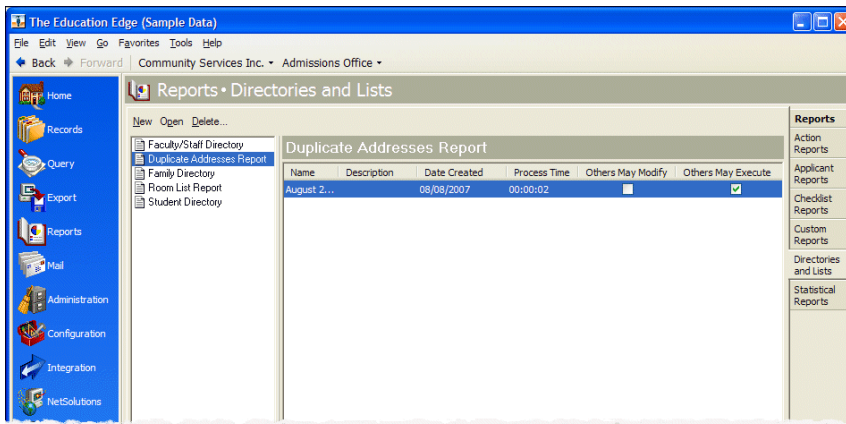 The Education Edge (Sample Data)
File Edit View Go Favorites Tools Help
Back Forward Community Services Inc. Admissions Office
Home
Records
Query
Export
Reports
Mail
Administration
Configuration
Integration
NetSolutions
Reports • Directories and Lists
New Open Delete...
Faculty/Staff Directory
Duplicate Addresses Report
Family Directory
Room List Report
Student Directory
Duplicate Addresses Report
Name Description Date Created Process Time Others May Modify Others May Execute
August 2... 08/08/2007 00:00:02
Reports
Action
Reports
Applicant
Reports
Checklist
Reports
Custom
Reports
Directories
and Lists
Statistical
Reports